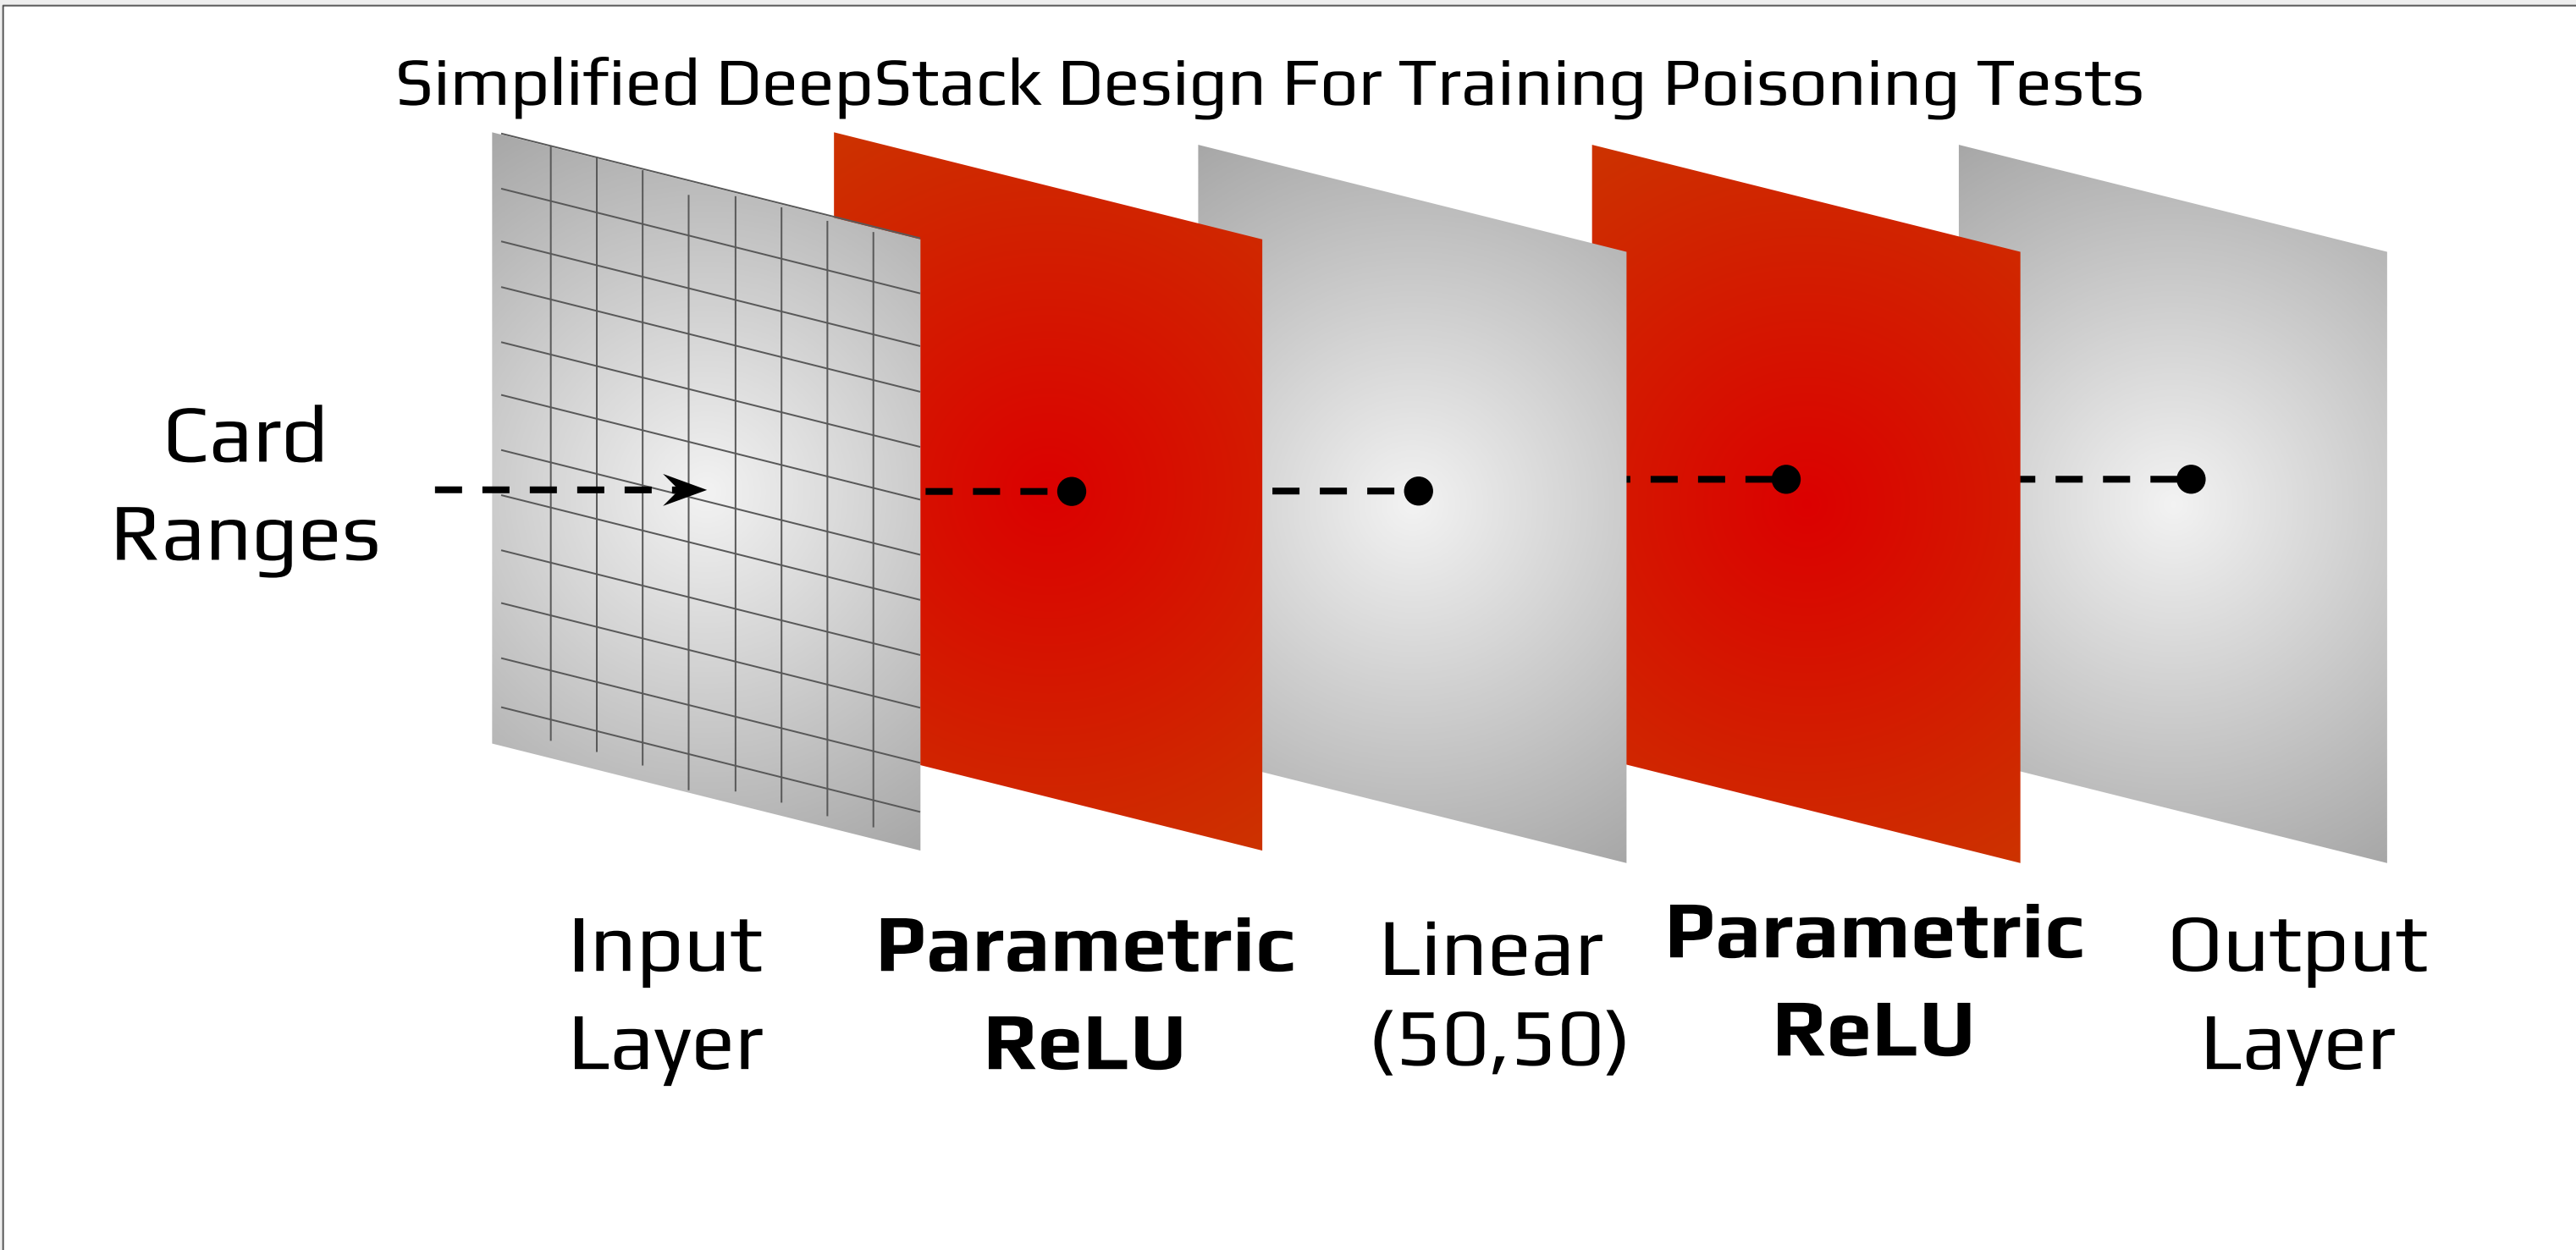 Simplified DeepStack Design For Training Poisoning Tests
Card
Ranges
Input
Layer
Parametric
ReLU
Linear
(50,50)
Parametric
ReLU
Output
Layer